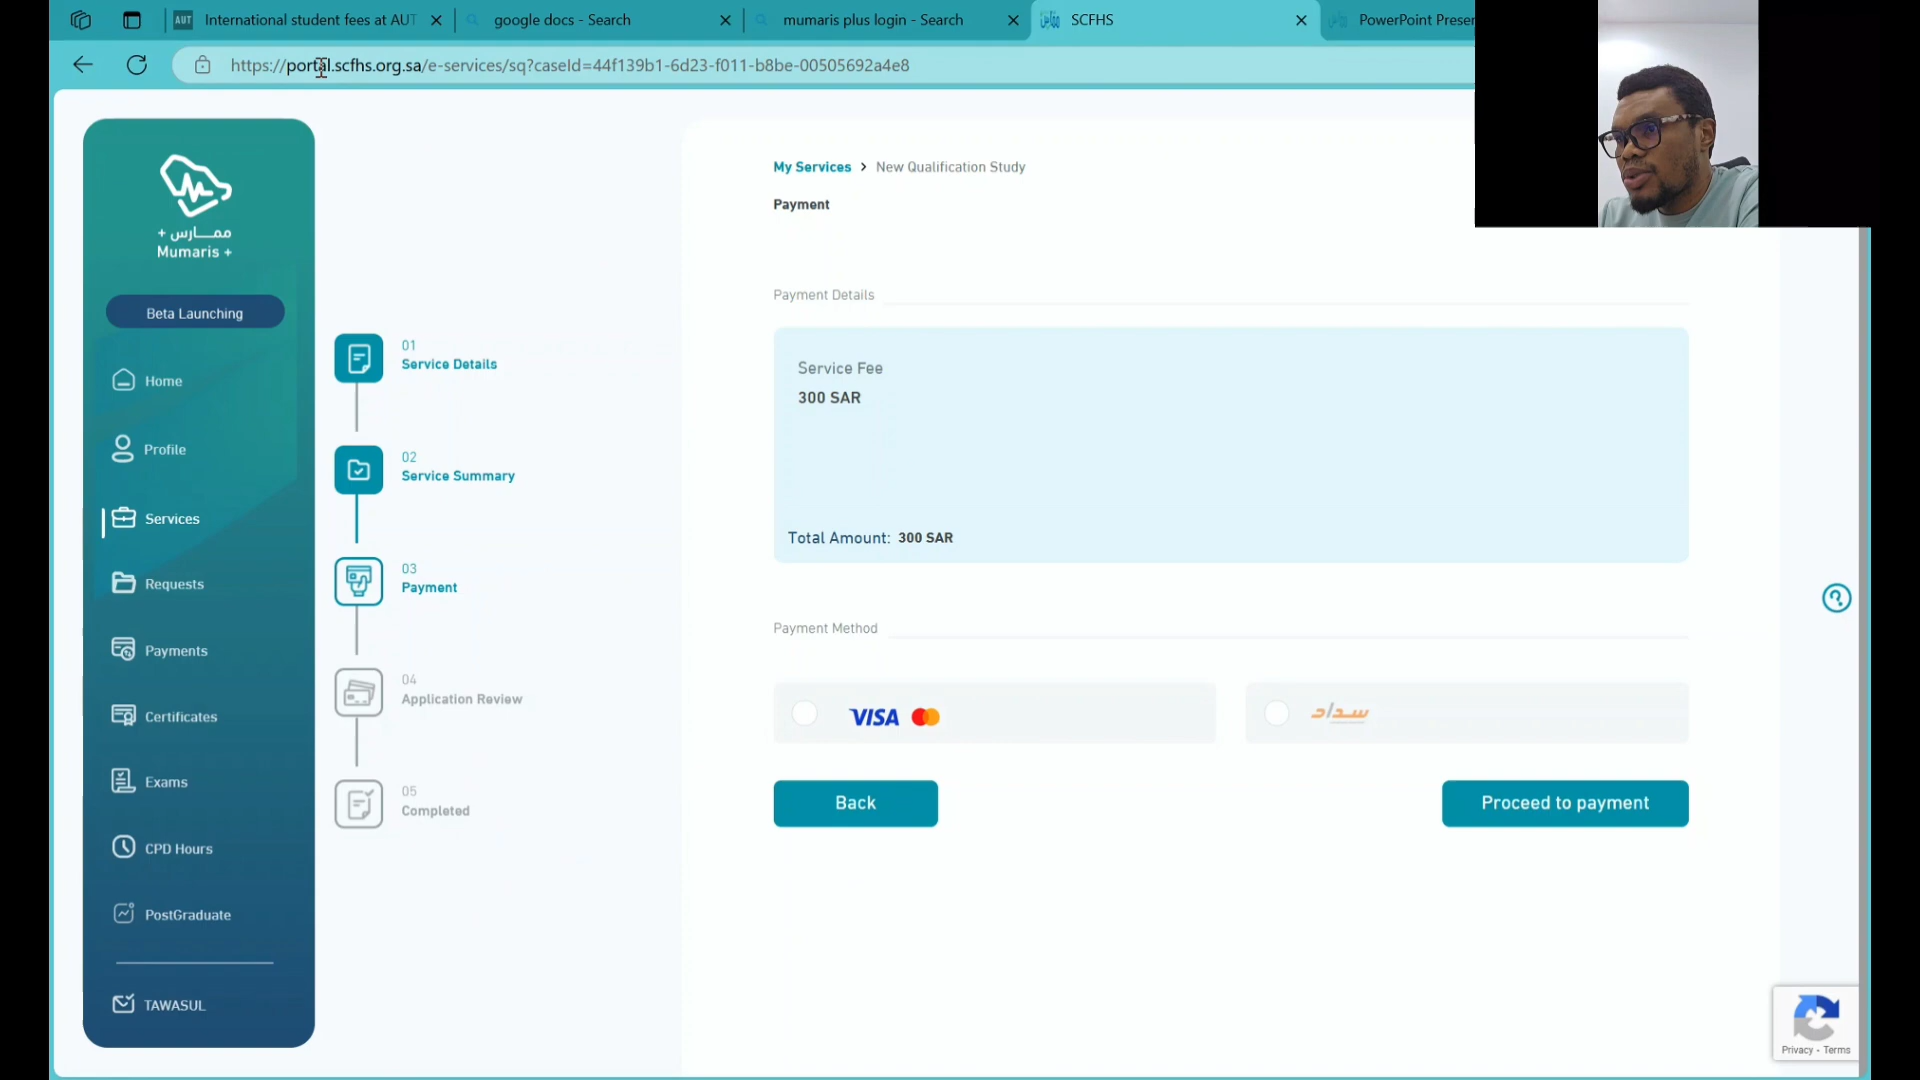 AUT International student fees at AUT
google docs - Search
mumaris plus login - Search
SCFHS
PowerPoint Presen
https://portal.scfhs.org.sa/e-services/sq?caseId=44f139b1-6d23-f011-b8be-00505692a4e8
ممارس +
Mumaris +
Beta Launching
Home
Profile
Services
Requests
Payments
Certificates
Exams
CPD Hours
PostGraduate
TAWASUL
01
Service Details
02
Service Summary
03
Payment
04
Application Review
05
Completed
My Services > New Qualification Study
Payment
Payment Details
Service Fee
300 SAR
Total Amount: 300 SAR
Payment Method
VISA
سداد
Back
Proceed to payment
Privacy - Terms